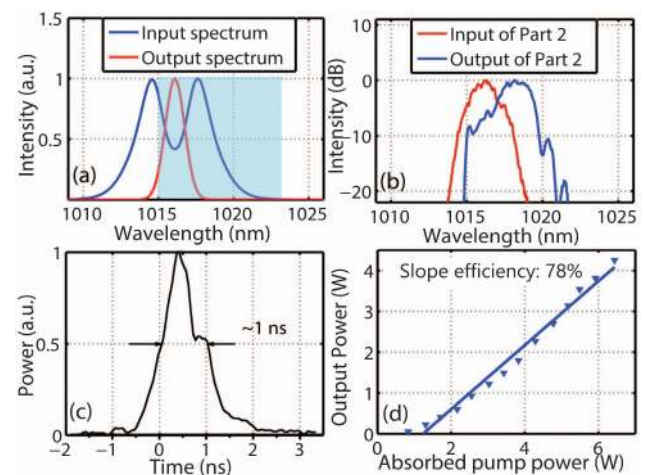 Input spectrum
Output spectrum
Intensity (a.u.)
1.5
1
0.5
(a)
1010 1015 1020 1025
Wavelength (nm)
Input of Part 2
Output of Part 2
Intensity (dB)
0
−10
−20
(b)
1010 1015 1020 1025
Wavelength (nm)
Power (a.u.)
1
0.5
0
~1 ns
(c)
−2 −1 0 1 2 3
Time (ns)
Output Power (W)
4
3
2
1
0
Slope efficiency: 78%
(d)
0 2 4 6
Absorbed pump power (W)